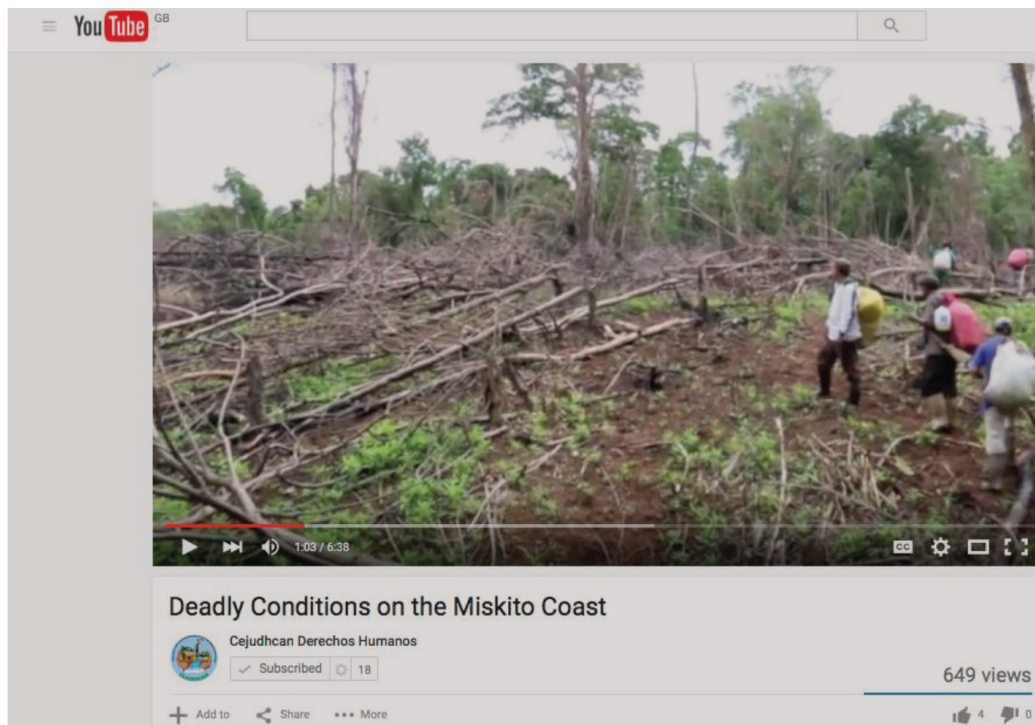 YouTube GB
1:03 / 6:38
CC
Deadly Conditions on the Miskito Coast
Cejudhcan Derechos Humanos
Subscribed 18
649 views
Add to Share More
4 0